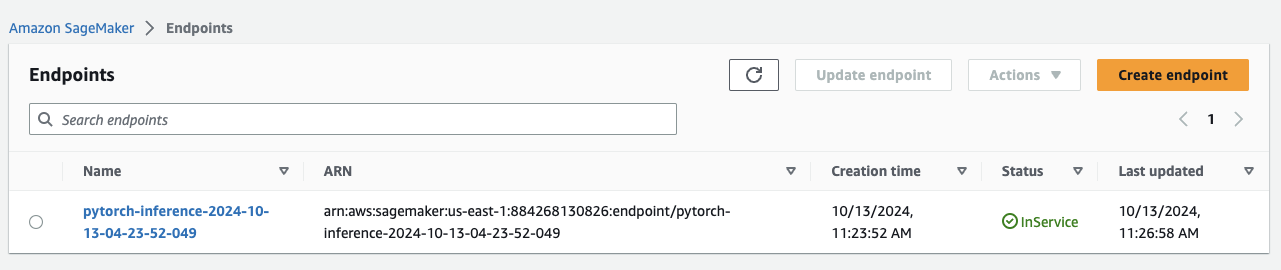 Amazon SageMaker > Endpoints
Endpoints
Update endpoint
Actions
Create endpoint
Search endpoints
1
Name
ARN
Creation time
Status
Last updated
pytorch-inference-2024-10-
13-04-23-52-049
arn:aws:sagemaker:us-east-1:884268130826:endpoint/pytorch-
inference-2024-10-13-04-23-52-049
10/13/2024,
11:23:52 AM
InService
10/13/2024,
11:26:58 AM